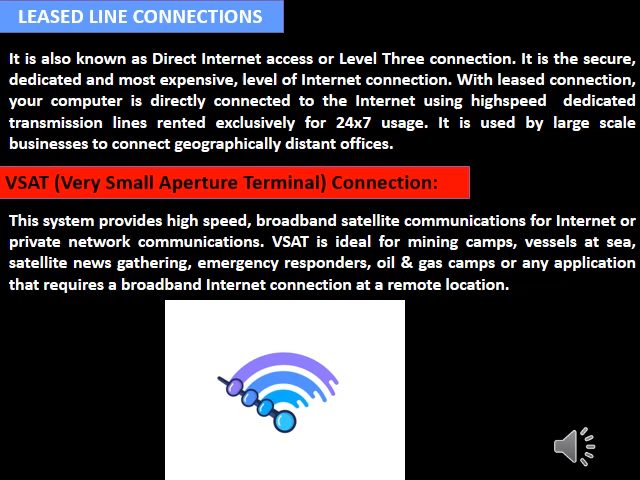 LEASED LINE CONNECTIONS
It is also known as Direct Internet access or Level Three connection. It is the secure,
dedicated and most expensive, level of Internet connection. With leased connection,
your computer is directly connected to the Internet using highspeed dedicated
transmission lines rented exclusively for 24x7 usage. It is used by large scale
businesses to connect geographically distant offices.
VSAT (Very Small Aperture Terminal) Connection:
This system provides high speed, broadband satellite communications for Internet or
private network communications. VSAT is ideal for mining camps, vessels at sea,
satellite news gathering, emergency responders, oil & gas camps or any application
that requires a broadband Internet connection at a remote location.